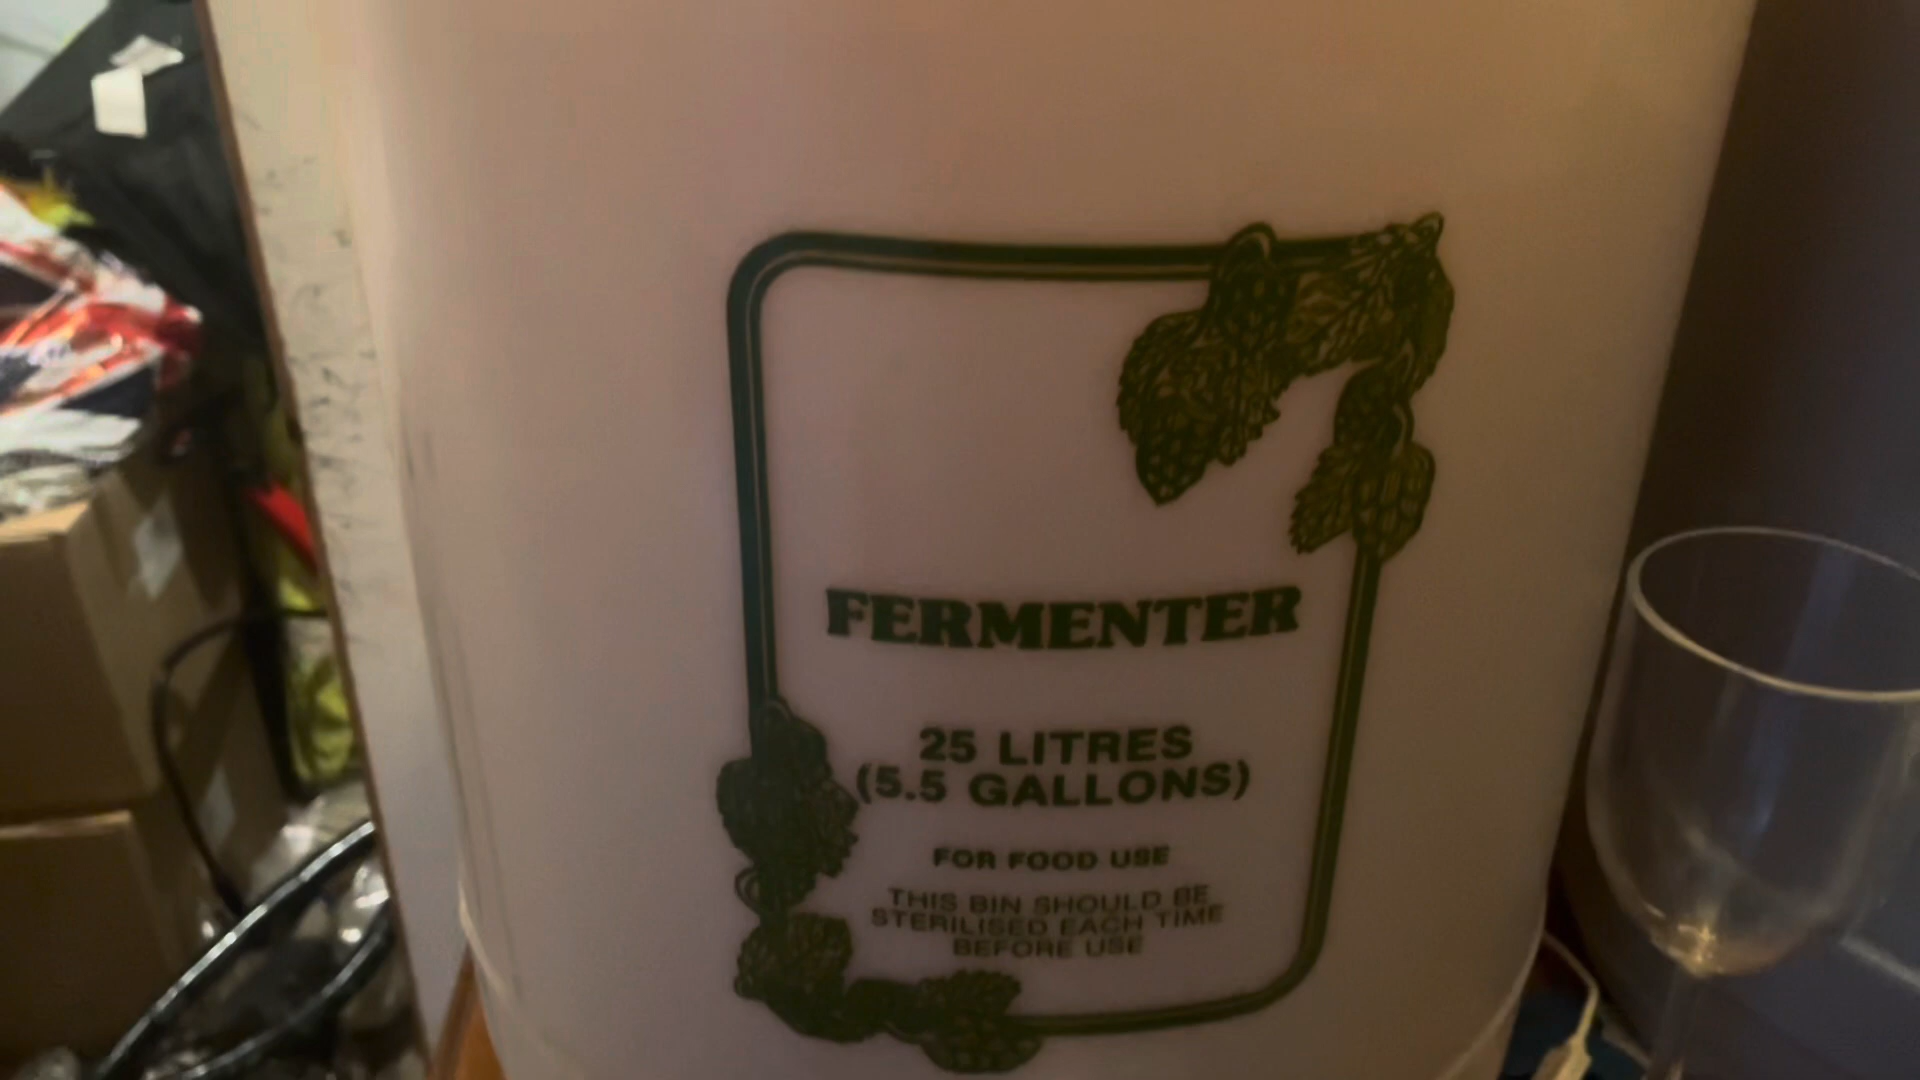 FERMENTER
25 LITRES
(5.5 GALLONS)
FOR FOOD USE
THIS BIN SHOULD BE
STERILISED EACH TIME
BEFORE USE